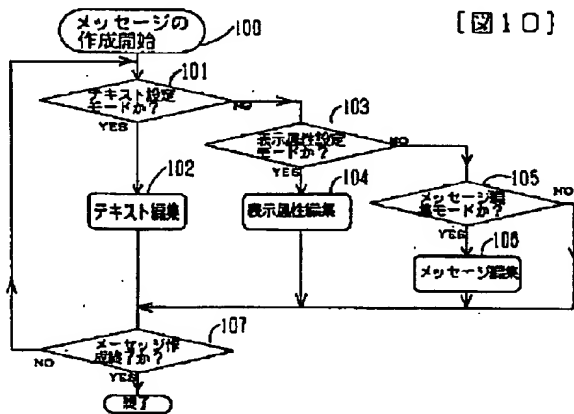 [図10]
メッセージの
作成開始
100
101
テキスト設定
モードか?
NO
YES
103
表示属性設定
モードか?
NO
YES
102
テキスト編集
104
表示属性編集
105
メッセージ編
集モードか?
NO
YES
106
メッセージ編集
107
メーセッジ作
成終了か?
NO
YES
終了